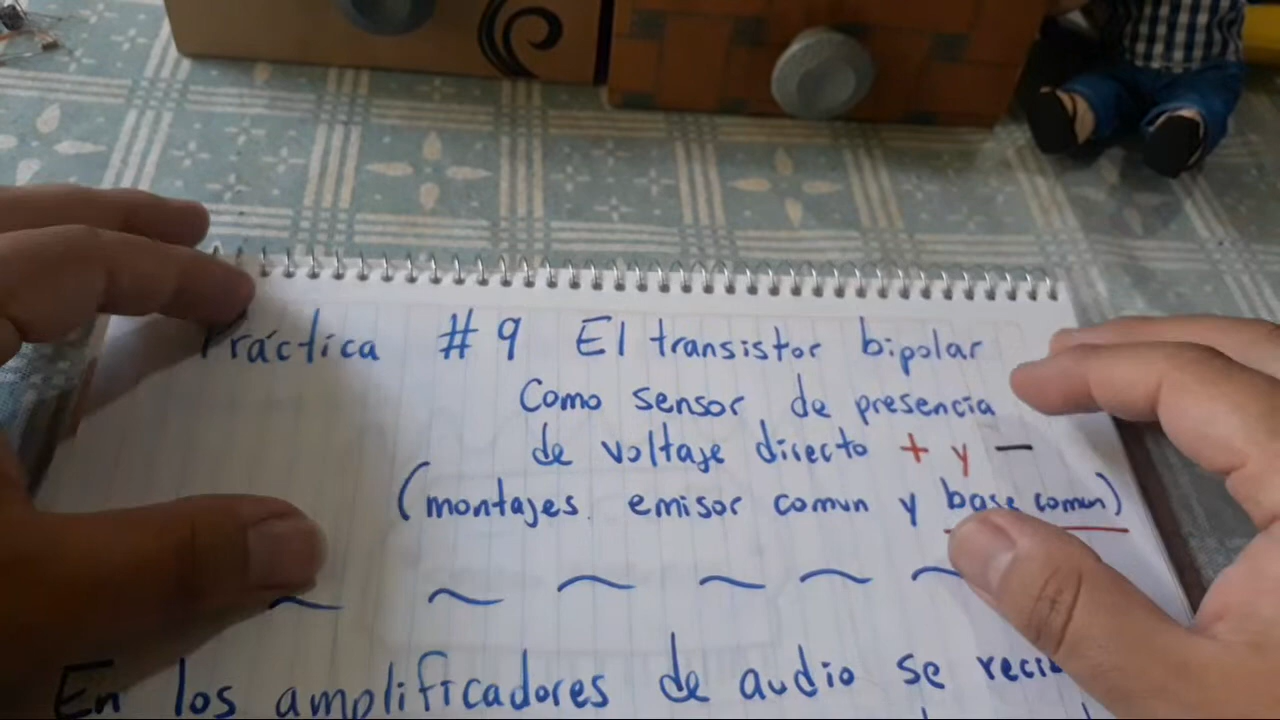 Práctica #9 El transistor bipolar
Como sensor de presencia
de voltaje directo + y −
(montajes emisor comun y base comun)
En los amplificadores de audio se